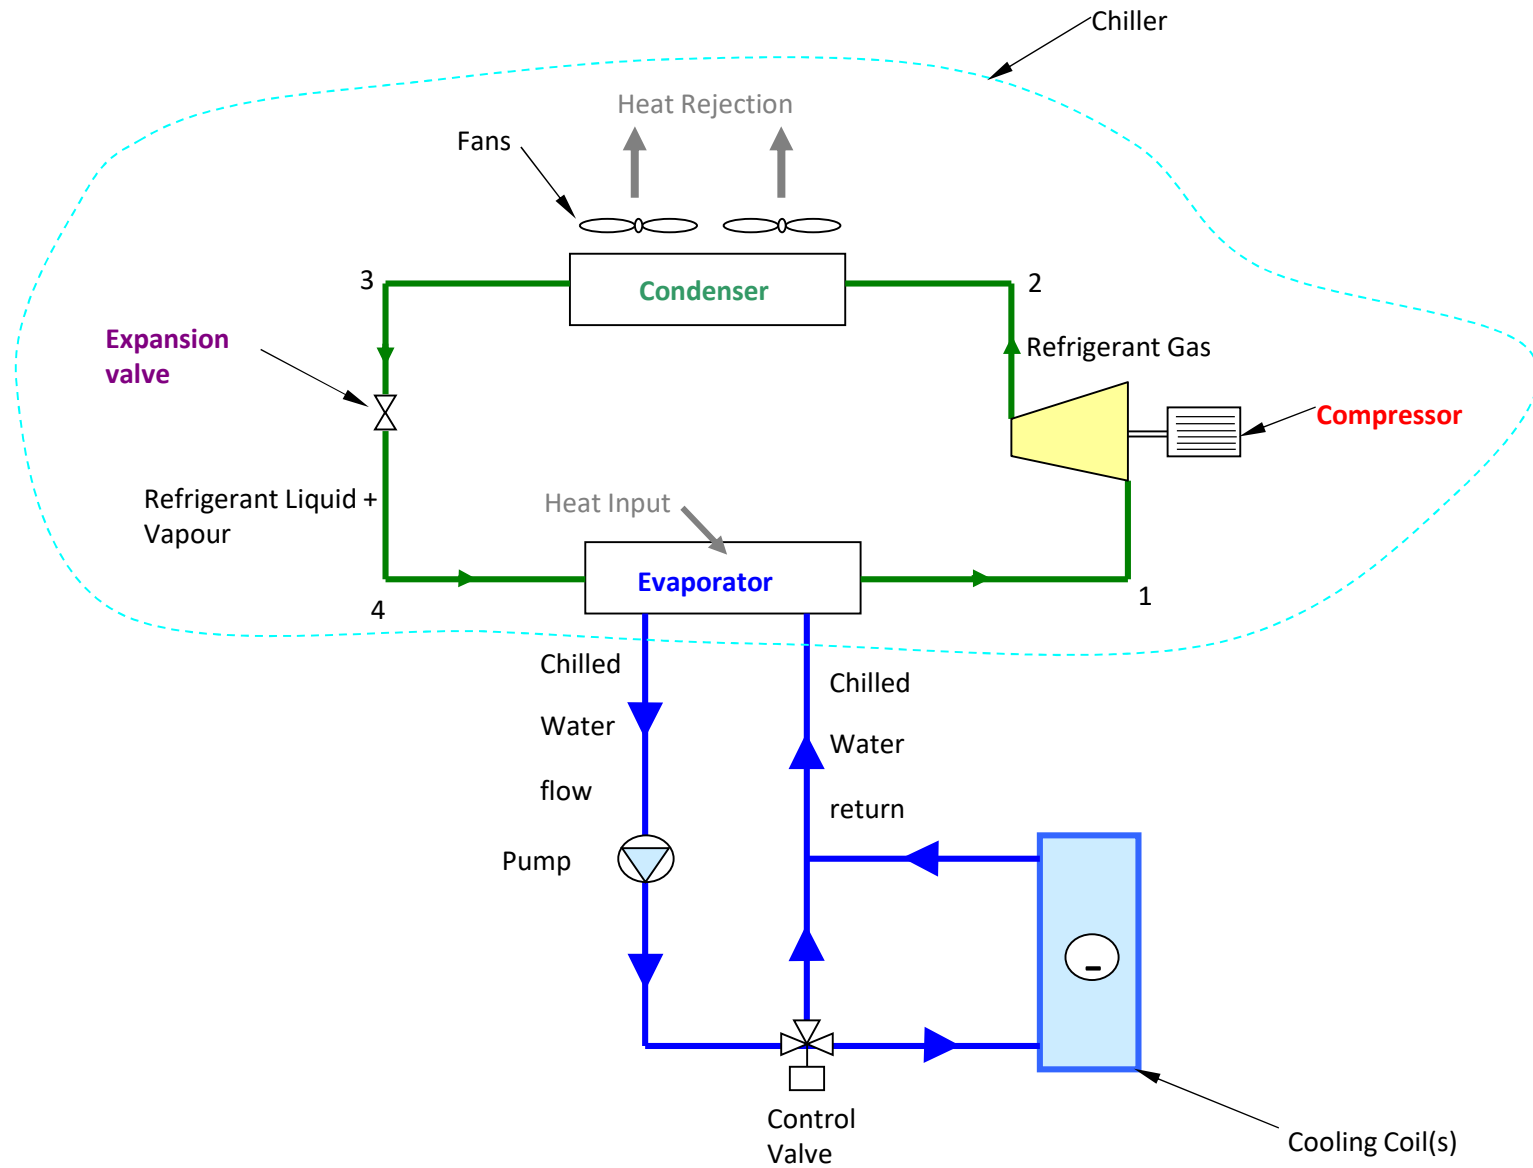 Chiller
Heat Rejection
Fans
3
Condenser
2
Expansion
valve
Refrigerant Gas
Compressor
Refrigerant Liquid +
Vapour
Heat Input
Evaporator
4
1
Chilled
Water
flow
Chilled
Water
return
Pump
-
Control
Valve
Cooling Coil(s)